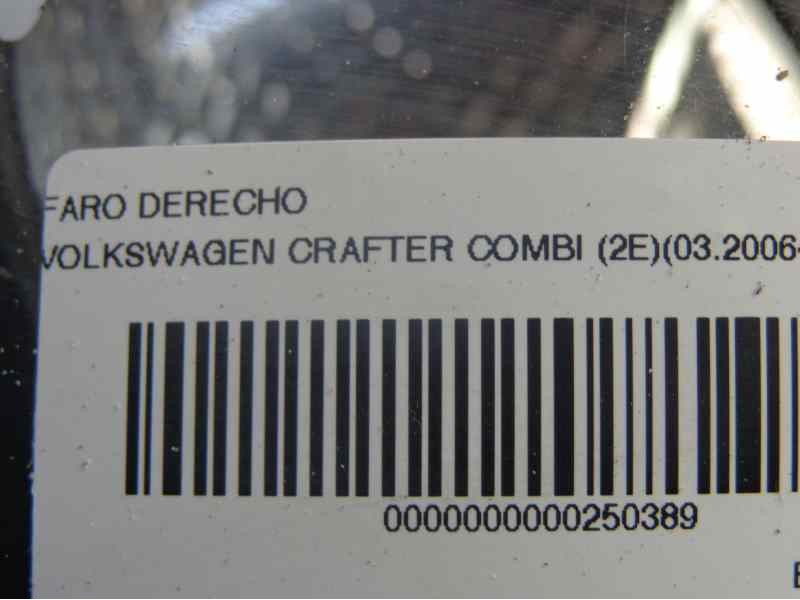 FARO DERECHO
VOLKSWAGEN CRAFTER COMBI (2E)(03.2006-
0000000000250389